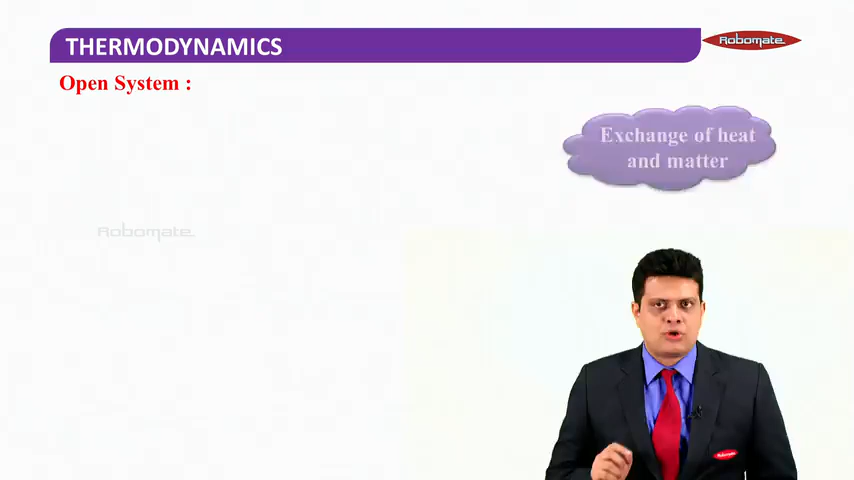 THERMODYNAMICS
Robomate
Open System :
Exchange of heat
and matter
Robomate
Robomate